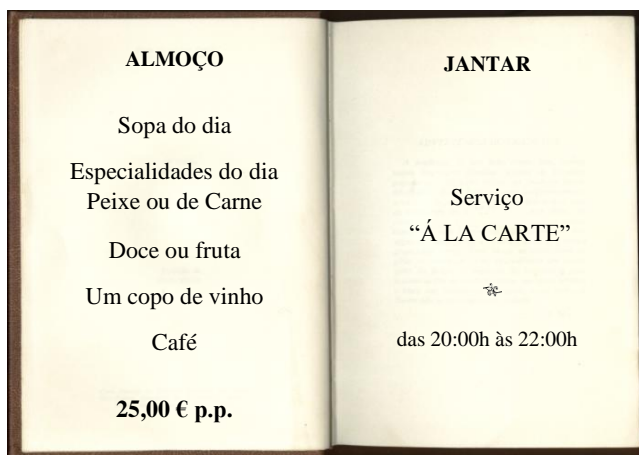 ALMOÇO
Sopa do dia
Especialidades do dia
Peixe ou de Carne
Doce ou fruta
Um copo de vinho
Café
25,00 € p.p.
JANTAR
Serviço
“Á LA CARTE”
das 20:00h às 22:00h